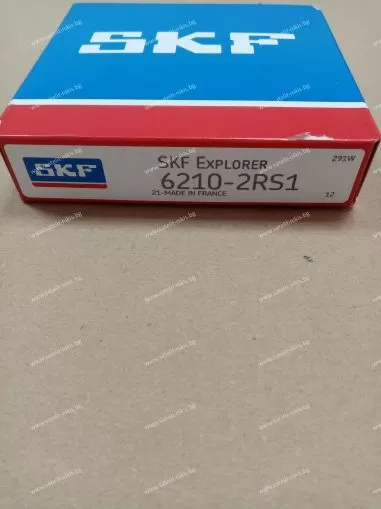 SKF
SKF
SKF EXPLORER
291W
6210-2RS1
21-MADE IN FRANCE
12